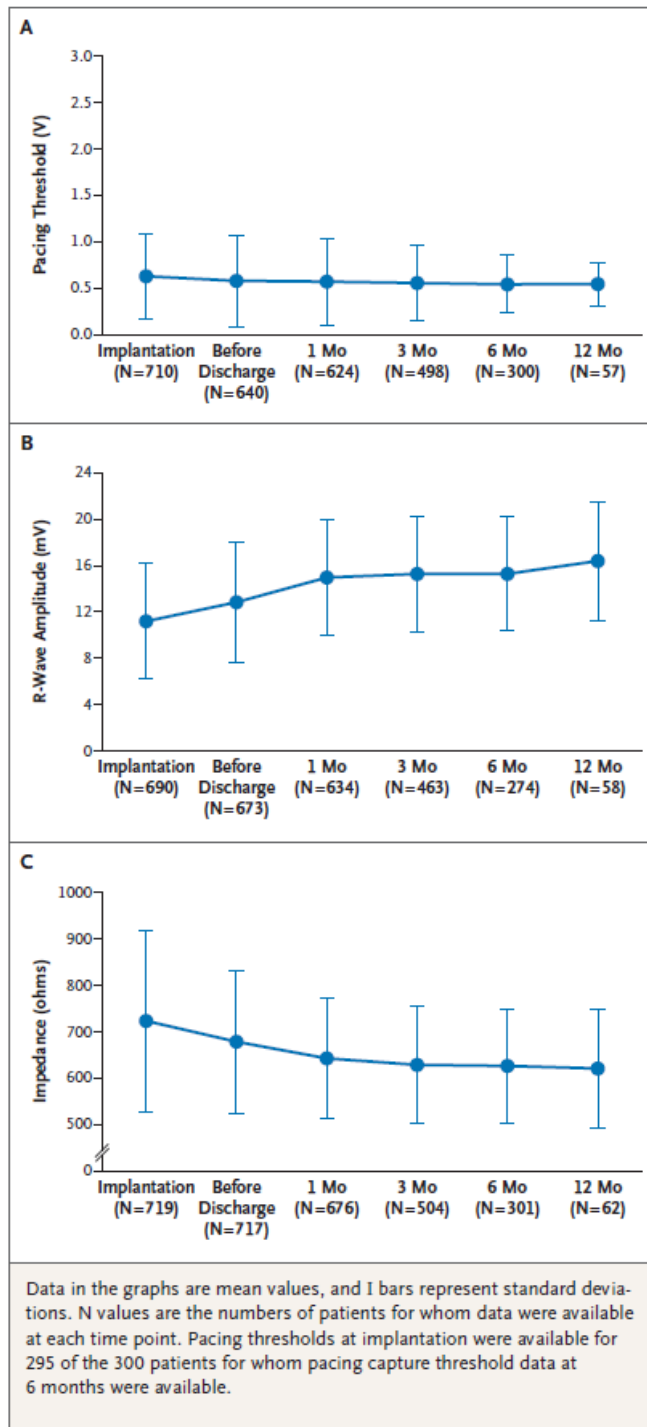 A
Pacing Threshold (V)
3.0
2.5
2.0
1.5
1.0
0.5
0.0
Implantation Before 1 Mo 3 Mo 6 Mo 12 Mo
(N=710) Discharge (N=624) (N=498) (N=300) (N=57)
(N=640)
B
R-Wave Amplitude (mV)
24
20
16
12
8
4
0
Implantation Before 1 Mo 3 Mo 6 Mo 12 Mo
(N=690) Discharge (N=634) (N=463) (N=274) (N=58)
(N=673)
C
Impedance (ohms)
1000
900
800
700
600
500
0
Implantation Before 1 Mo 3 Mo 6 Mo 12 Mo
(N=719) Discharge (N=676) (N=504) (N=301) (N=62)
(N=717)
Data in the graphs are mean values, and I bars represent standard devia-
tions. N values are the numbers of patients for whom data were available
at each time point. Pacing thresholds at implantation were available for
295 of the 300 patients for whom pacing capture threshold data at
6 months were available.